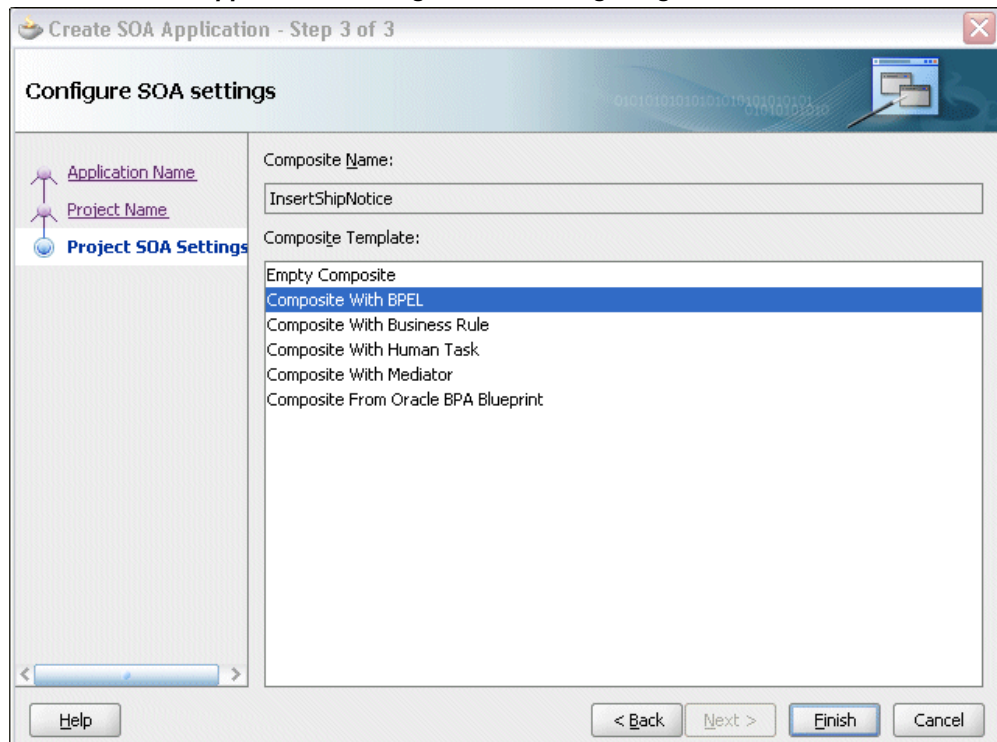 Create SOA Application - Step 3 of 3
Configure SOA settings
Application Name
Project Name
Project SOA Settings
Composite Name:
InsertShipNotice
Composite Template:
Empty Composite
Composite With BPEL
Composite With Business Rule
Composite With Human Task
Composite With Mediator
Composite From Oracle BPA Blueprint
Help
< Back
Next >
Finish
Cancel